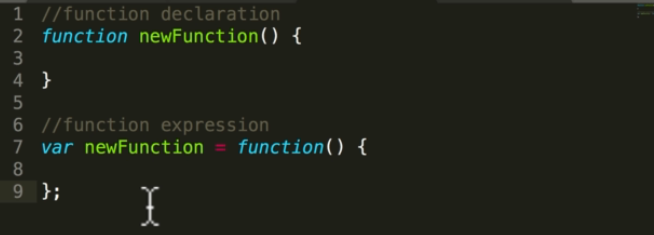 1 //function declaration
2 function newFunction() {
3
4 }
5
6 //function expression
7 var newFunction = function() {
8
9 };